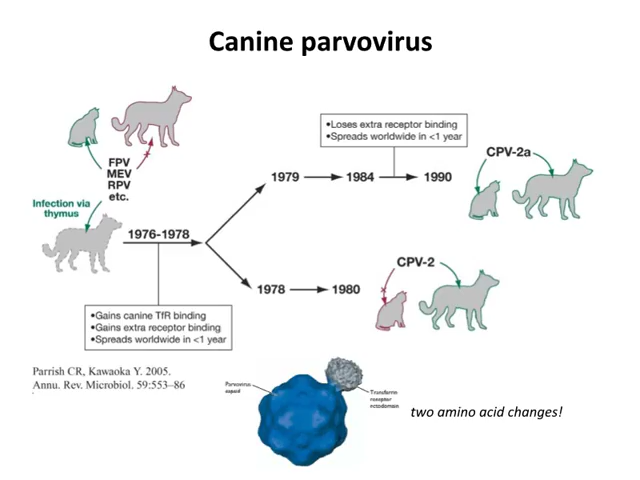 Canine parvovirus
FPV
MEV
RPV
etc.
Infection via
thymus
1976-1978
•Gains canine TfR binding
•Gains extra receptor binding
•Spreads worldwide in <1 year
1979
1984
1990
•Loses extra receptor binding
•Spreads worldwide in <1 year
CPV-2a
1978
1980
CPV-2
Parrish CR, Kawaoka Y. 2005.
Annu. Rev. Microbiol. 59:553–86
Parvovirus
capsid
Transferrin
receptor
ectodomain
two amino acid changes!